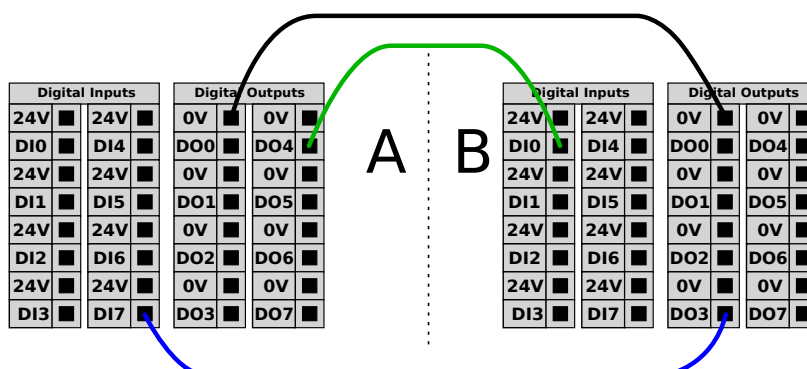 Digital Inputs Digital Outputs Digital Inputs Digital Outputs
24V 24V 0V 0V 24V 24V 0V 0V
DI0 DI4 DO0 DO4 A B DI0 DI4 DO0 DO4
24V 24V 0V 0V 24V 24V 0V 0V
DI1 DI5 DO1 DO5 DI1 DI5 DO1 DO5
24V 24V 0V 0V 24V 24V 0V 0V
DI2 DI6 DO2 DO6 DI2 DI6 DO2 DO6
24V 24V 0V 0V 24V 24V 0V 0V
DI3 DI7 DO3 DO7 DI3 DI7 DO3 DO7